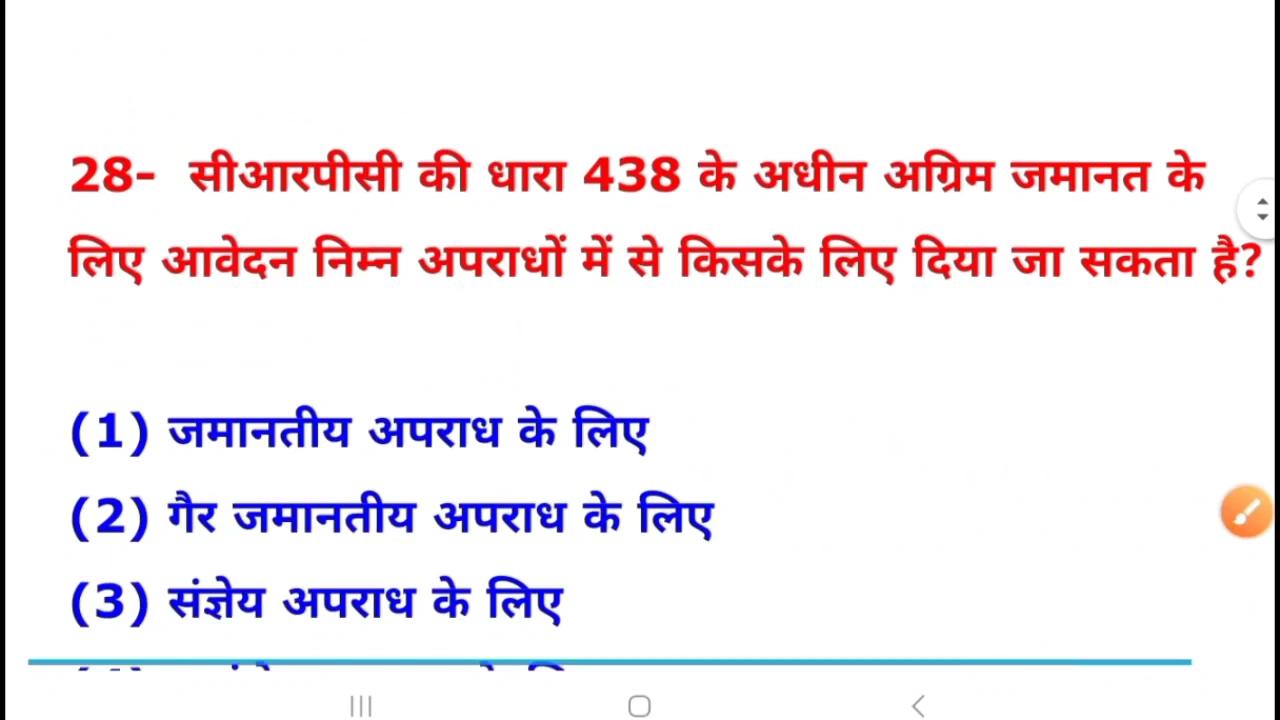 28- सीआरपीसी की धारा 438 के अधीन अग्रिम जमानत के
लिए आवेदन निम्न अपराधों में से किसके लिए दिया जा सकता है?
(1) जमानतीय अपराध के लिए
(2) गैर जमानतीय अपराध के लिए
(3) संज्ञेय अपराध के लिए